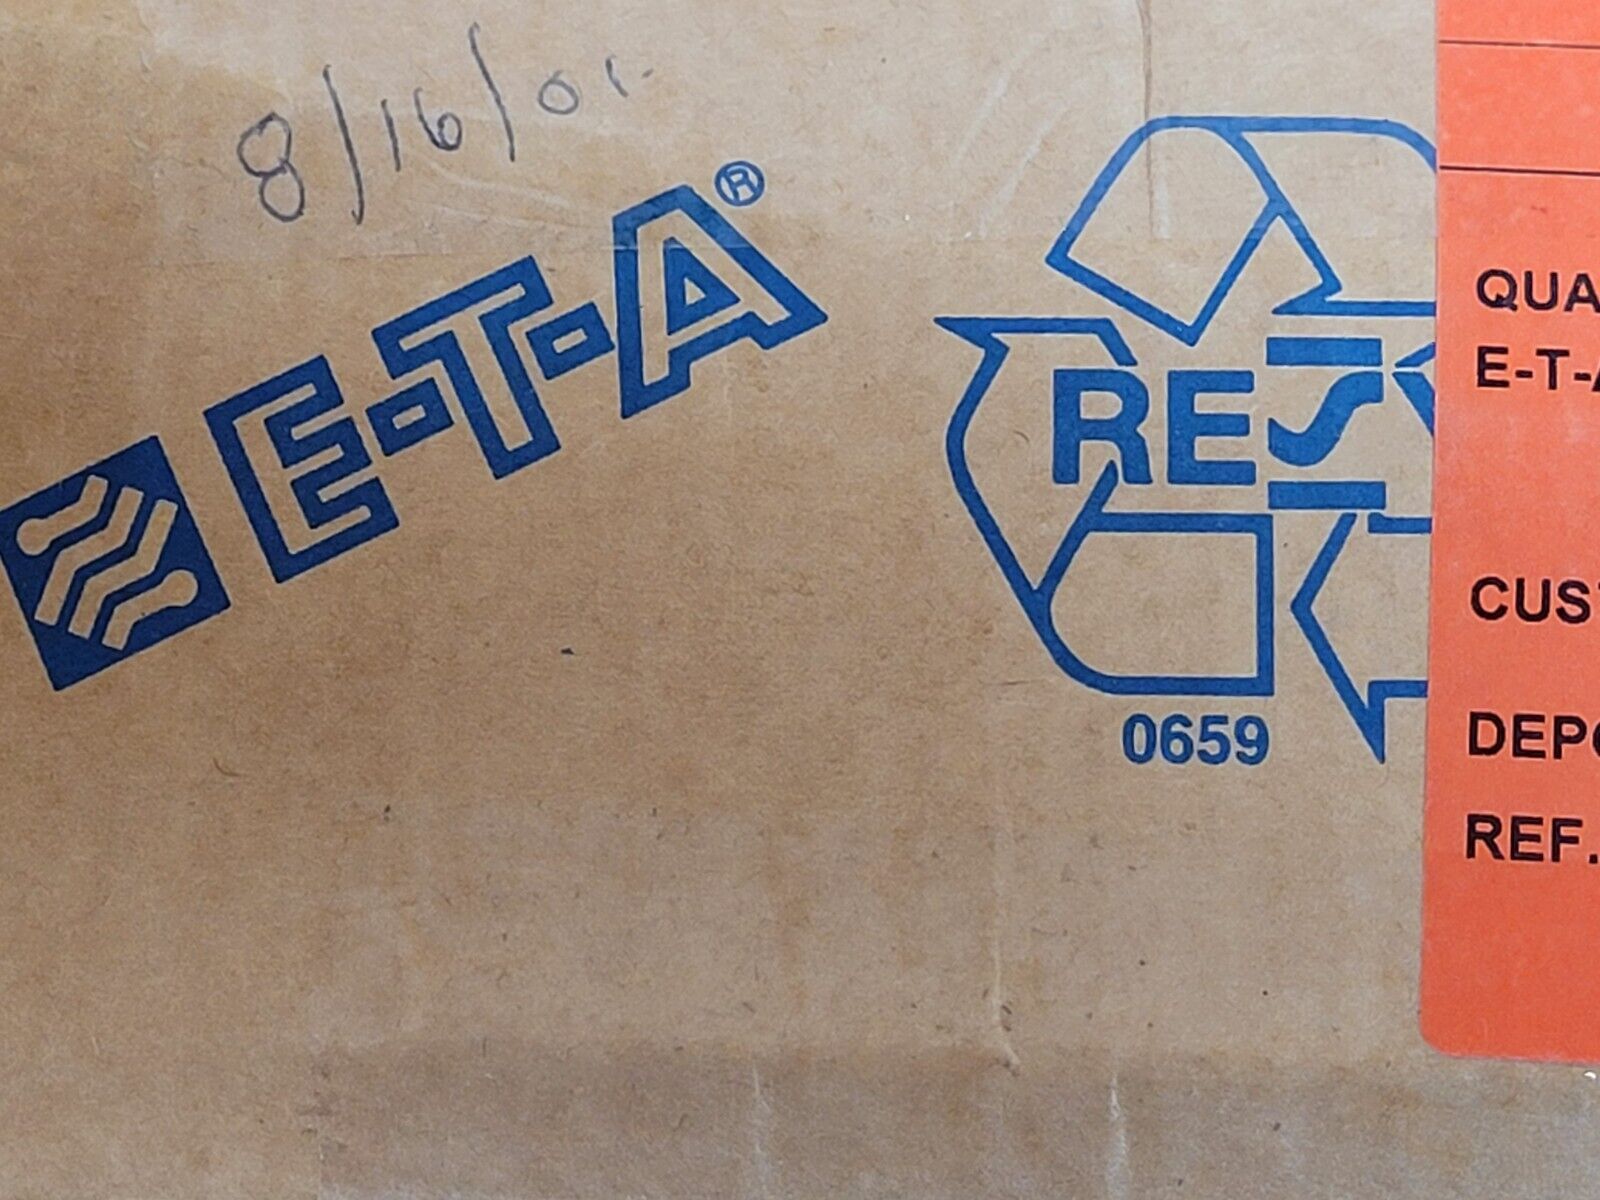 8/16/01
E-T-A®
RES
0659
QUA
E-T-A
CUST
DEPO
REF.